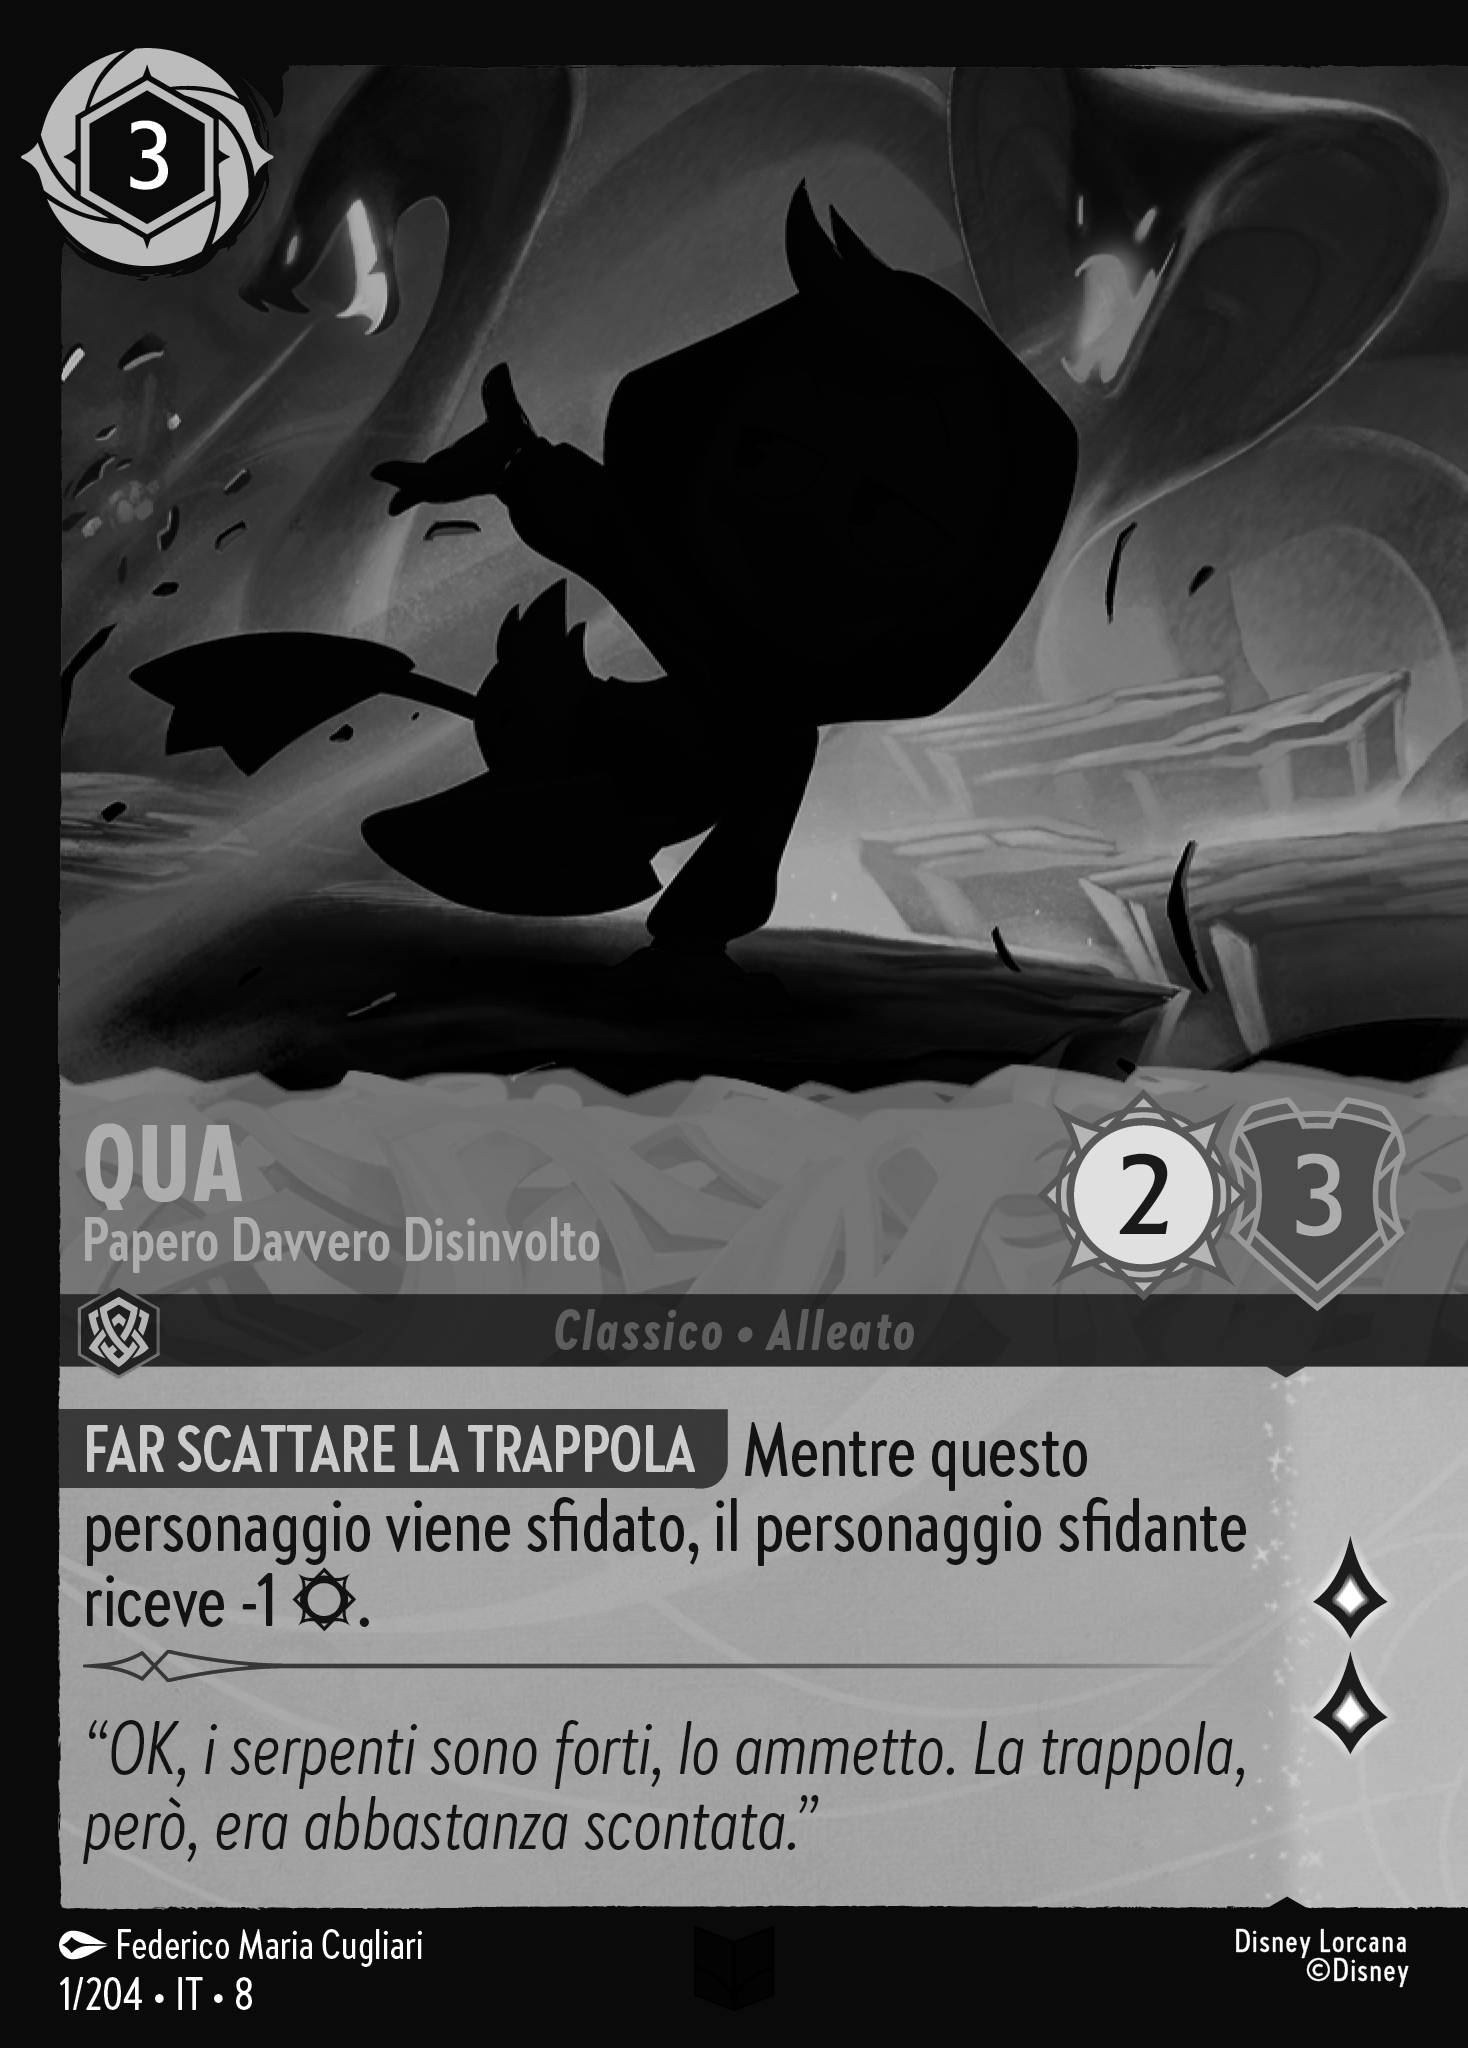 3
QUA
Papero Davvero Disinvolto
2
3
Classico • Alleato
FAR SCATTARE LA TRAPPOLA Mentre questo
personaggio viene sfidato, il personaggio sfidante
riceve -1 .
“OK, i serpenti sono forti, lo ammetto. La trappola,
però, era abbastanza scontata.”
Federico Maria Cugliari
1/204 • IT • 8
Disney Lorcana
©Disney